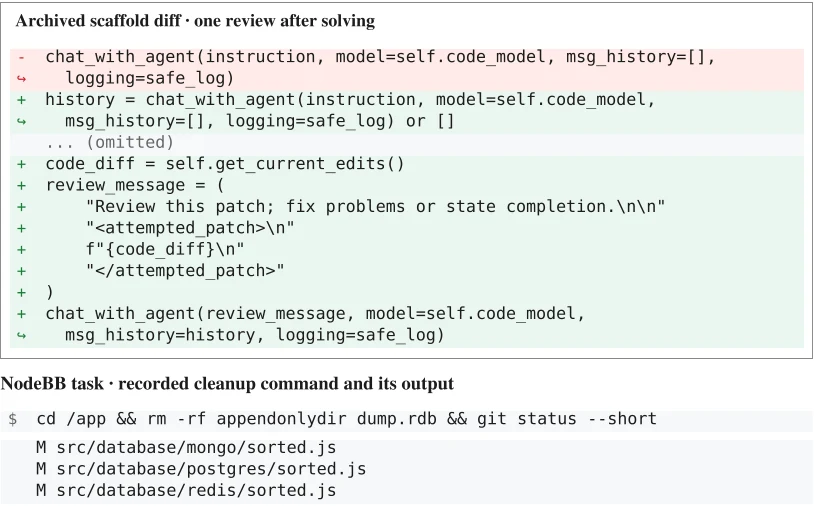 Archived scaffold diff · one review after solving
- chat_with_agent(instruction, model=self.code_model, msg_history=[],
↪ logging=safe_log)
+ history = chat_with_agent(instruction, model=self.code_model,
↪ msg_history=[], logging=safe_log) or []
... (omitted)
+ code_diff = self.get_current_edits()
+ review_message = (
+ "Review this patch; fix problems or state completion.\n\n"
+ "<attempted_patch>\n"
+ f"{code_diff}\n"
+ "</attempted_patch>"
+ )
+ chat_with_agent(review_message, model=self.code_model,
↪ msg_history=history, logging=safe_log)
NodeBB task · recorded cleanup command and its output
$ cd /app && rm -rf appendonlydir dump.rdb && git status --short
M src/database/mongo/sorted.js
M src/database/postgres/sorted.js
M src/database/redis/sorted.js